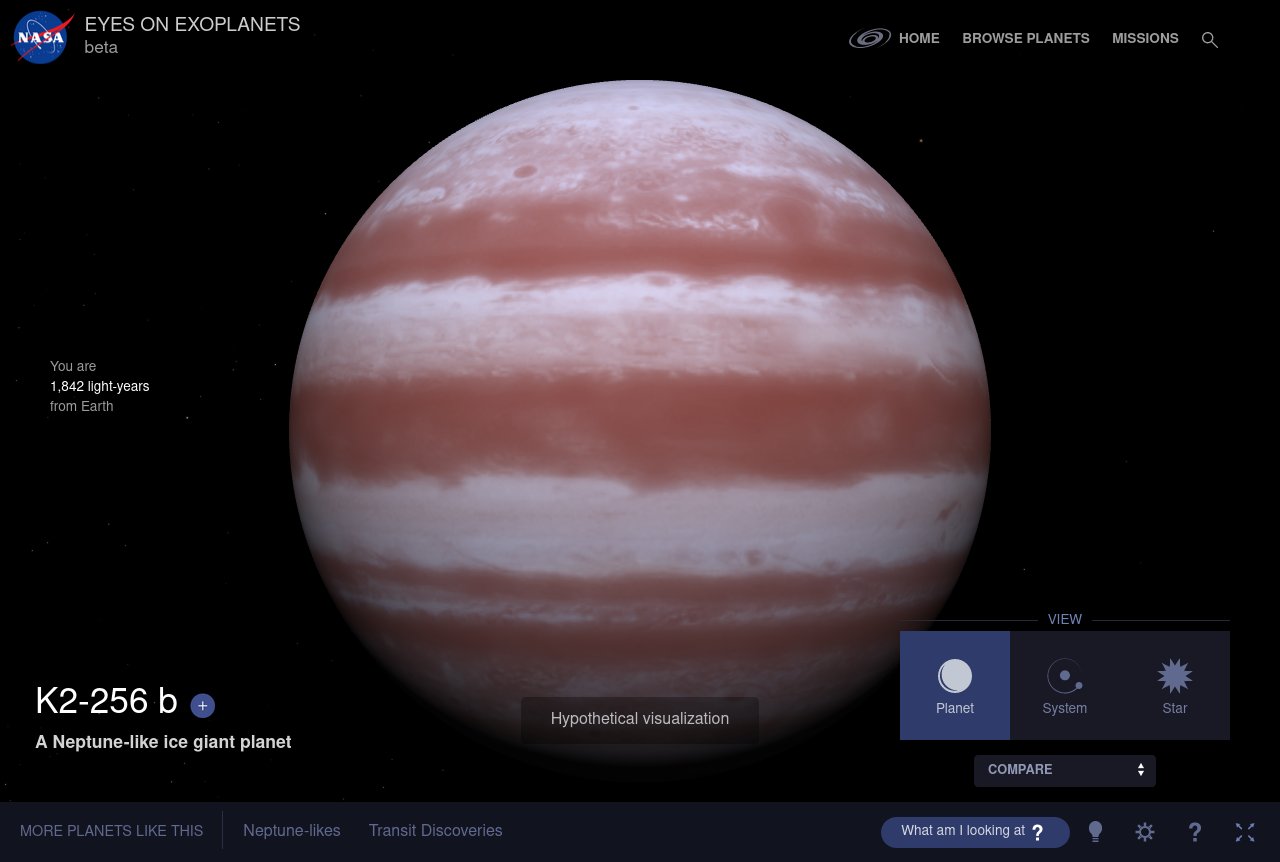 NASA
EYES ON EXOPLANETS
beta
HOME
BROWSE PLANETS
MISSIONS
You are
1,842 light-years
from Earth
K2-256 b +
A Neptune-like ice giant planet
Hypothetical visualization
VIEW
Planet
System
Star
COMPARE
MORE PLANETS LIKE THIS
Neptune-likes
Transit Discoveries
What am I looking at ?
?